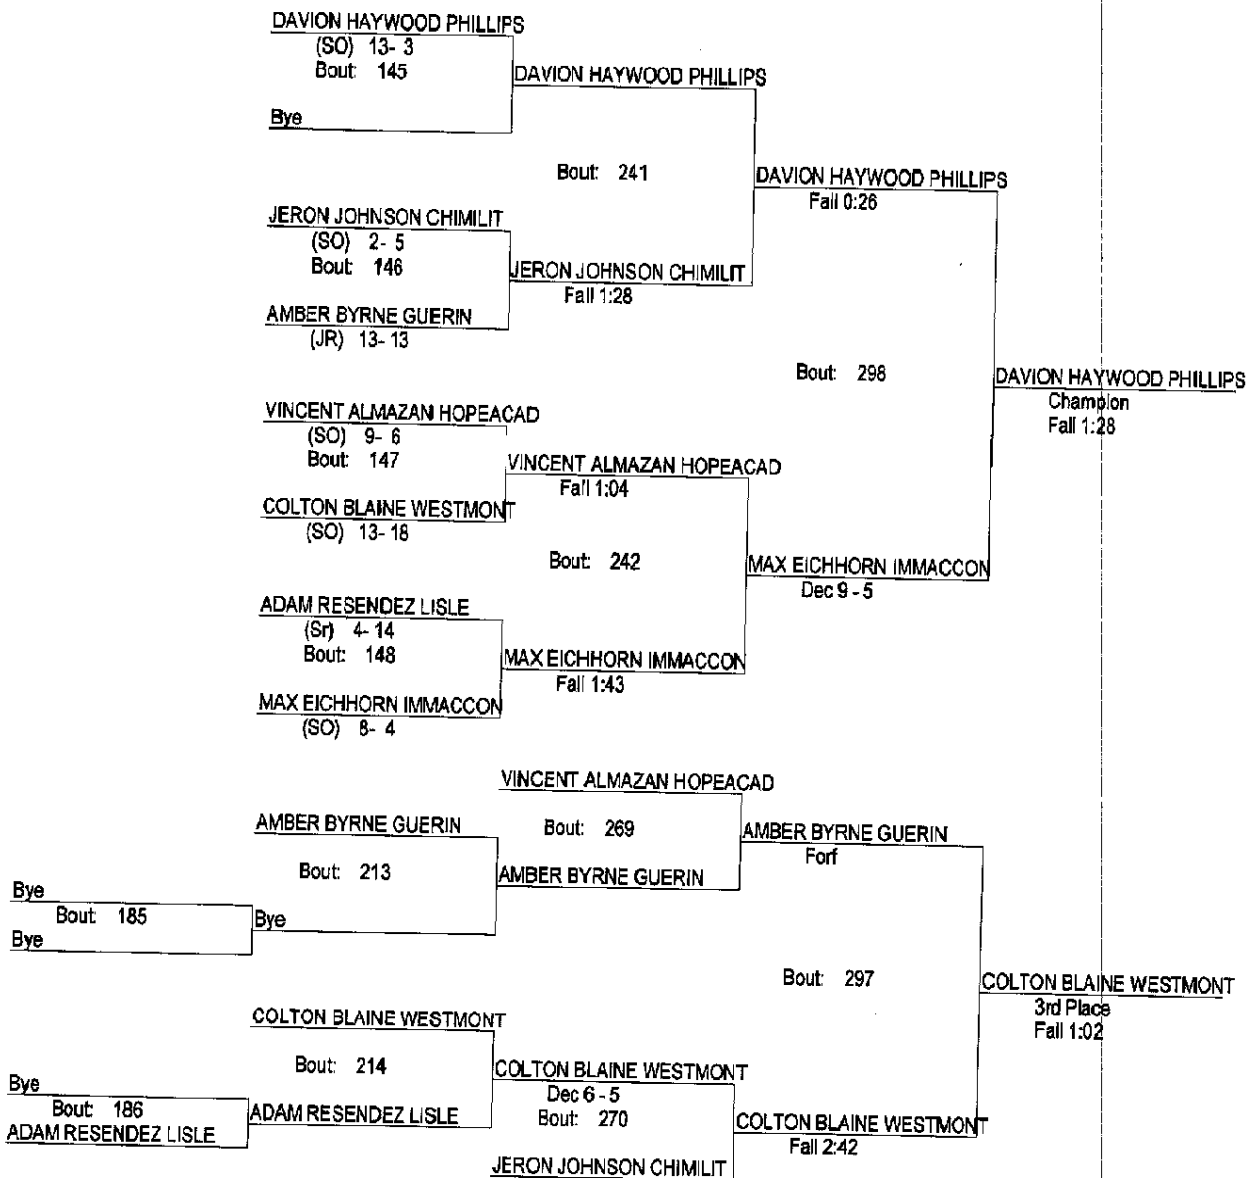 DAVION HAYWOOD PHILLIPS
(SO) 13- 3
Bout: 145
DAVION HAYWOOD PHILLIPS
Bye
Bout: 241
DAVION HAYWOOD PHILLIPS
Fall 0:26
JERON JOHNSON CHIMILIT
(SO) 2- 5
Bout: 146
JERON JOHNSON CHIMILIT
Fall 1:28
AMBER BYRNE GUERIN
(JR) 13- 13
Bout: 298
DAVION HAYWOOD PHILLIPS
Champion
Fall 1:28
VINCENT ALMAZAN HOPEACAD
(SO) 9- 6
Bout: 147
VINCENT ALMAZAN HOPEACAD
Fall 1:04
COLTON BLAINE WESTMONT
(SO) 13- 18
Bout: 242
MAX EICHHORN IMMACCON
Dec 9 - 5
ADAM RESENDEZ LISLE
(Sr) 4- 14
Bout: 148
MAX EICHHORN IMMACCON
Fall 1:43
MAX EICHHORN IMMACCON
(SO) 8- 4
VINCENT ALMAZAN HOPEACAD
AMBER BYRNE GUERIN
Bout: 269
AMBER BYRNE GUERIN
Forf
Bout: 213
AMBER BYRNE GUERIN
Bye
Bout: 185
Bye
Bye
Bout: 297
COLTON BLAINE WESTMONT
3rd Place
Fall 1:02
COLTON BLAINE WESTMONT
Bout: 214
COLTON BLAINE WESTMONT
Dec 6 - 5
Bye
Bout: 186
ADAM RESENDEZ LISLE
Bout: 270
COLTON BLAINE WESTMONT
Fall 2:42
ADAM RESENDEZ LISLE
JERON JOHNSON CHIMILIT